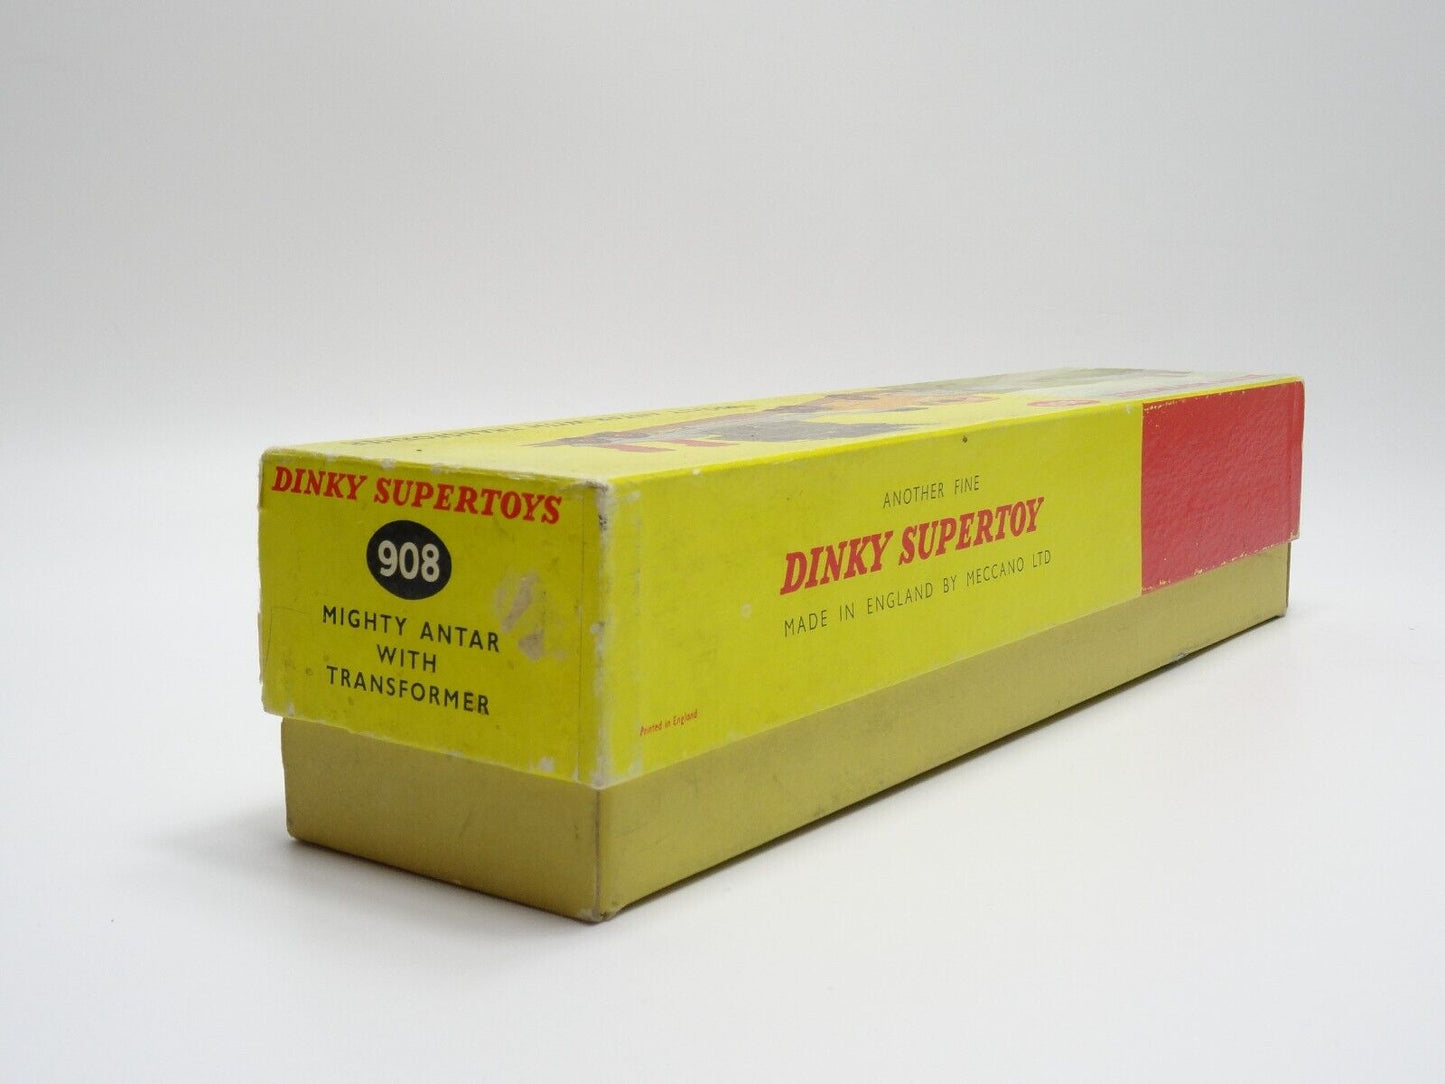 DINKY SUPERTOYS
908
MIGHTY ANTAR
WITH
TRANSFORMER
ANOTHER FINE
DINKY SUPERTOY
MADE IN ENGLAND BY MECCANO LTD
Printed in England